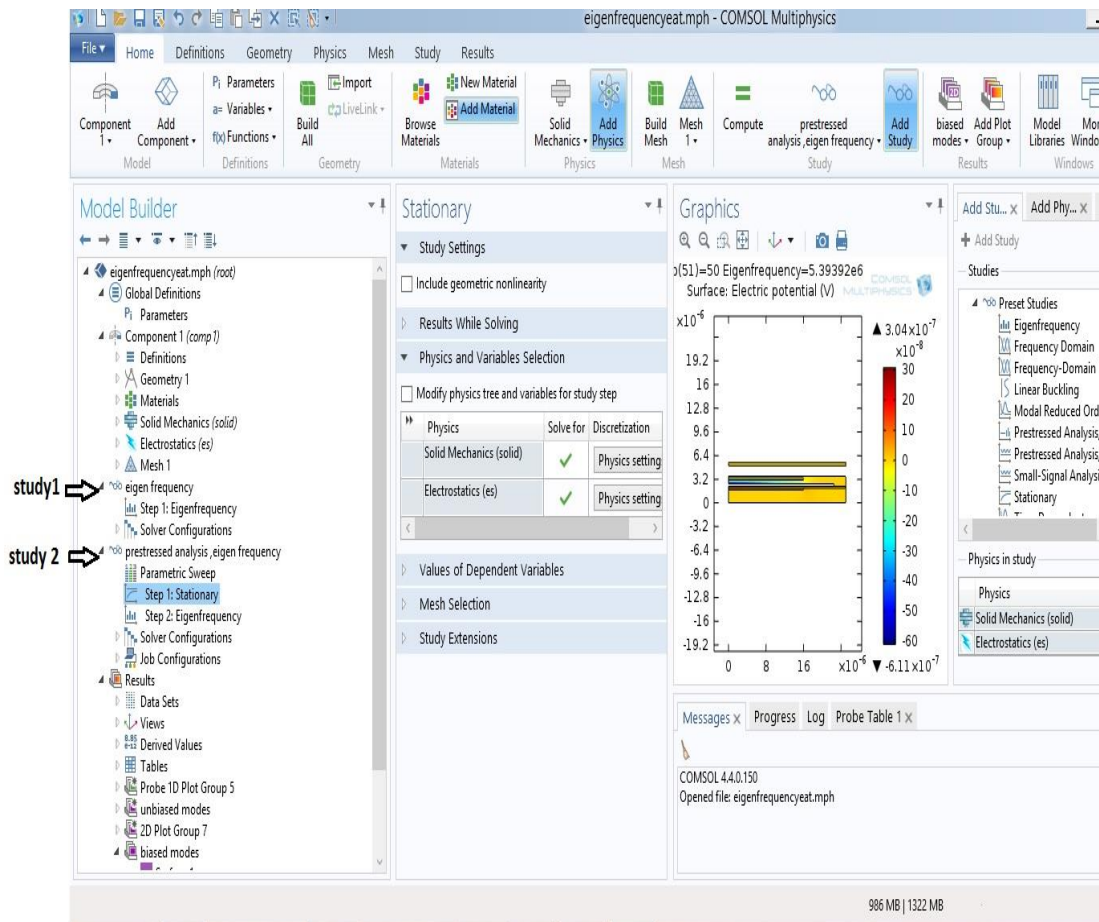 eigenfrequencyeat.mph - COMSOL Multiphysics
File Home Definitions Geometry Physics Mesh Study Results
Component 1
Add Component
Model
Pi Parameters
a= Variables
f(x) Functions
Definitions
Build All
Import
LiveLink
Geometry
Browse Materials
New Material
Add Material
Materials
Solid Mechanics
Add Physics
Physics
Build Mesh
Mesh 1
Mesh
Compute
prestressed analysis ,eigen frequency
Add Study
Study
biased modes
Add Plot Group
Results
Model Libraries
Windows
Model Builder
eigenfrequencyeat.mph (root)
Global Definitions
Pi Parameters
Component 1 (comp1)
Definitions
Geometry 1
Materials
Solid Mechanics (solid)
Electrostatics (es)
Mesh 1
study1
eigen frequency
Step 1: Eigenfrequency
Solver Configurations
study 2
prestressed analysis ,eigen frequency
Parametric Sweep
Step 1: Stationary
Step 2: Eigenfrequency
Solver Configurations
Job Configurations
Results
Data Sets
Views
8.85 e-12 Derived Values
Tables
Probe 1D Plot Group 5
unbiased modes
2D Plot Group 7
biased modes
Stationary
Study Settings
Include geometric nonlinearity
Results While Solving
Physics and Variables Selection
Modify physics tree and variables for study step
Physics Solve for Discretization
Solid Mechanics (solid) Physics setting
Electrostatics (es) Physics setting
Values of Dependent Variables
Mesh Selection
Study Extensions
Graphics
(51)=50 Eigenfrequency=5.39392e6
Surface: Electric potential (V)
COMSOL MULTIPHYSICS
x10^-6
19.2
16
12.8
9.6
6.4
3.2
0
-3.2
-6.4
-9.6
-12.8
-16
-19.2
0 8 16 x10^-6
▲ 3.04x10^-7
x10^-8
30
20
10
0
-10
-20
-30
-40
-50
-60
▼ -6.11x10^-7
Messages Progress Log Probe Table 1
COMSOL 4.4.0.150
Opened file: eigenfrequencyeat.mph
Add Stu... Add Phy...
Add Study
Studies
Preset Studies
Eigenfrequency
Frequency Domain
Frequency-Domain
Linear Buckling
Modal Reduced Ord
Prestressed Analysis,
Prestressed Analysis,
Small-Signal Analysi
Stationary
Physics in study
Physics
Solid Mechanics (solid)
Electrostatics (es)
986 MB | 1322 MB